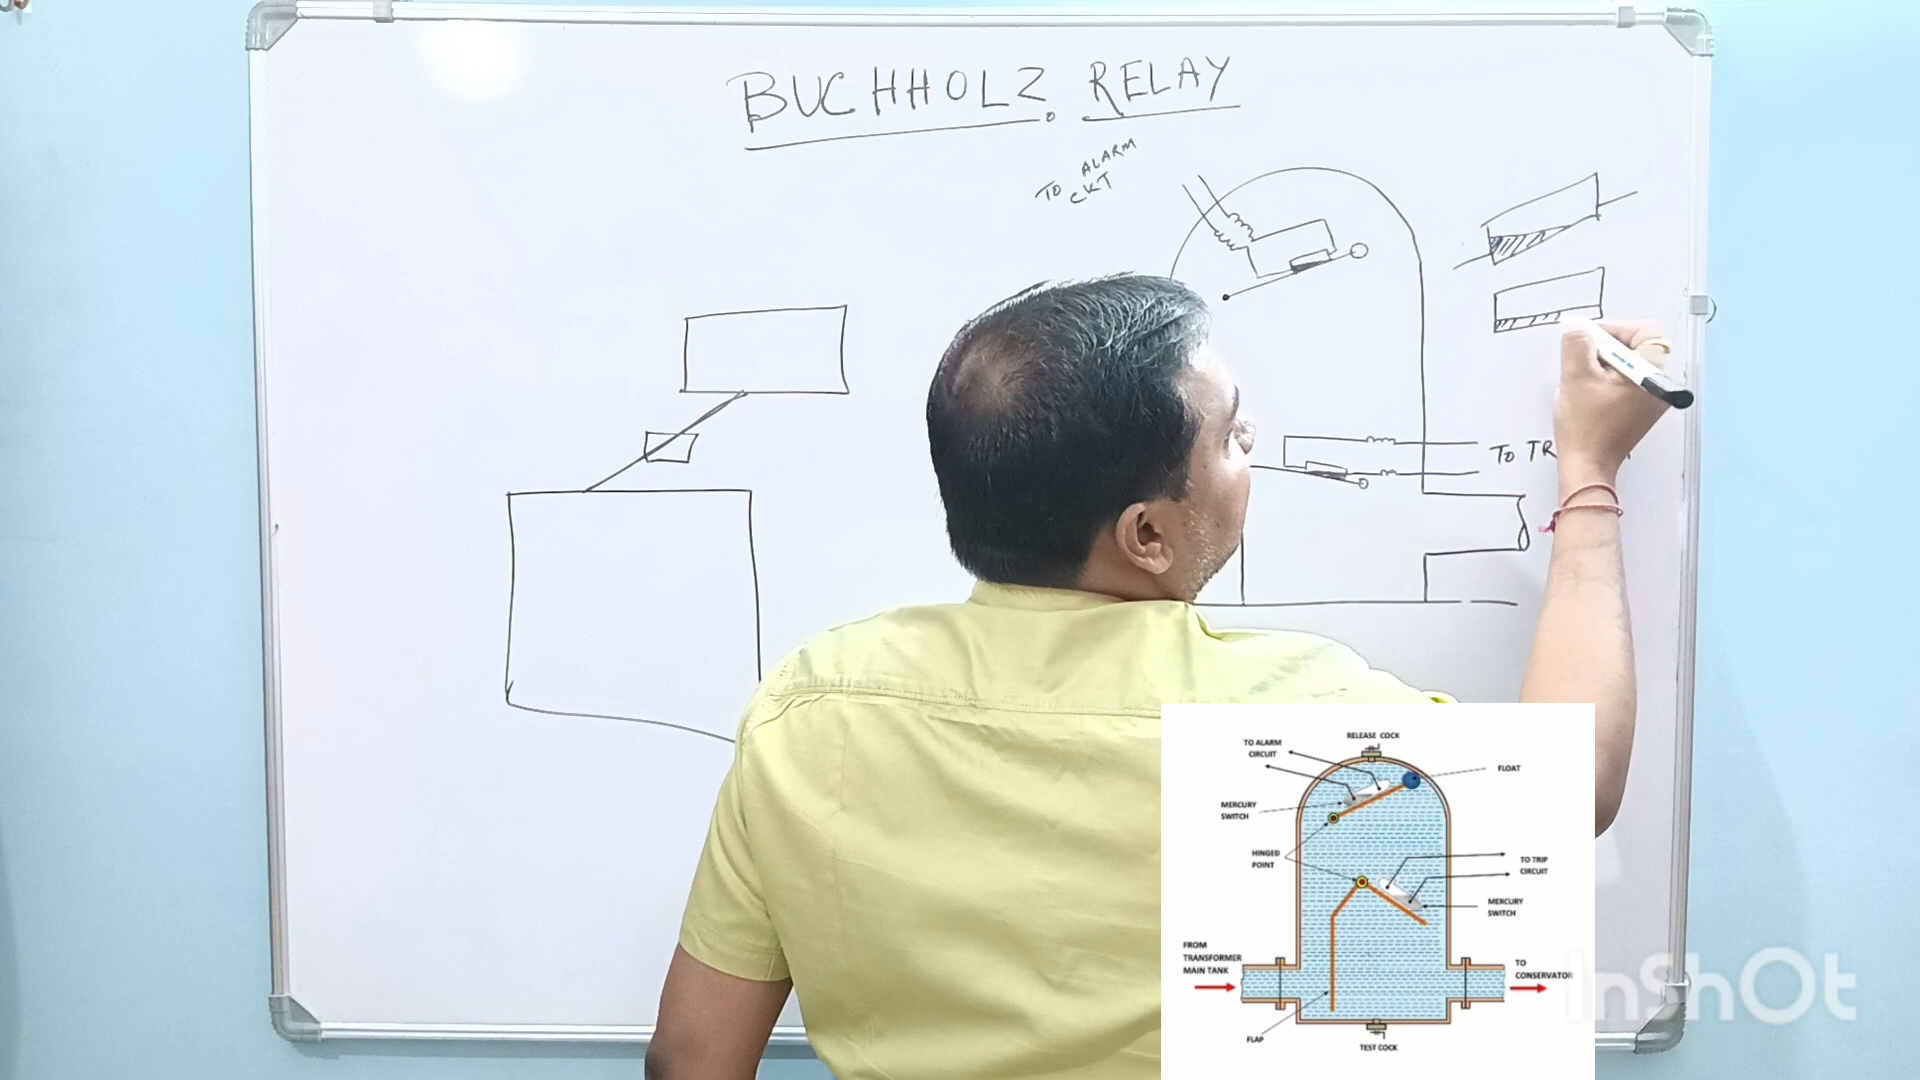 BUCHHOLZ RELAY
TO ALARM
CKT
TO
RELEASE COCK
TO ALARM
CIRCUIT
FLOAT
MERCURY
SWITCH
HINGED
POINT
TO TRIP
CIRCUIT
MERCURY
SWITCH
FROM
TRANSFORMER
MAIN TANK
TO
CONSERVATOR
FLAP
TEST COCK
InShOt